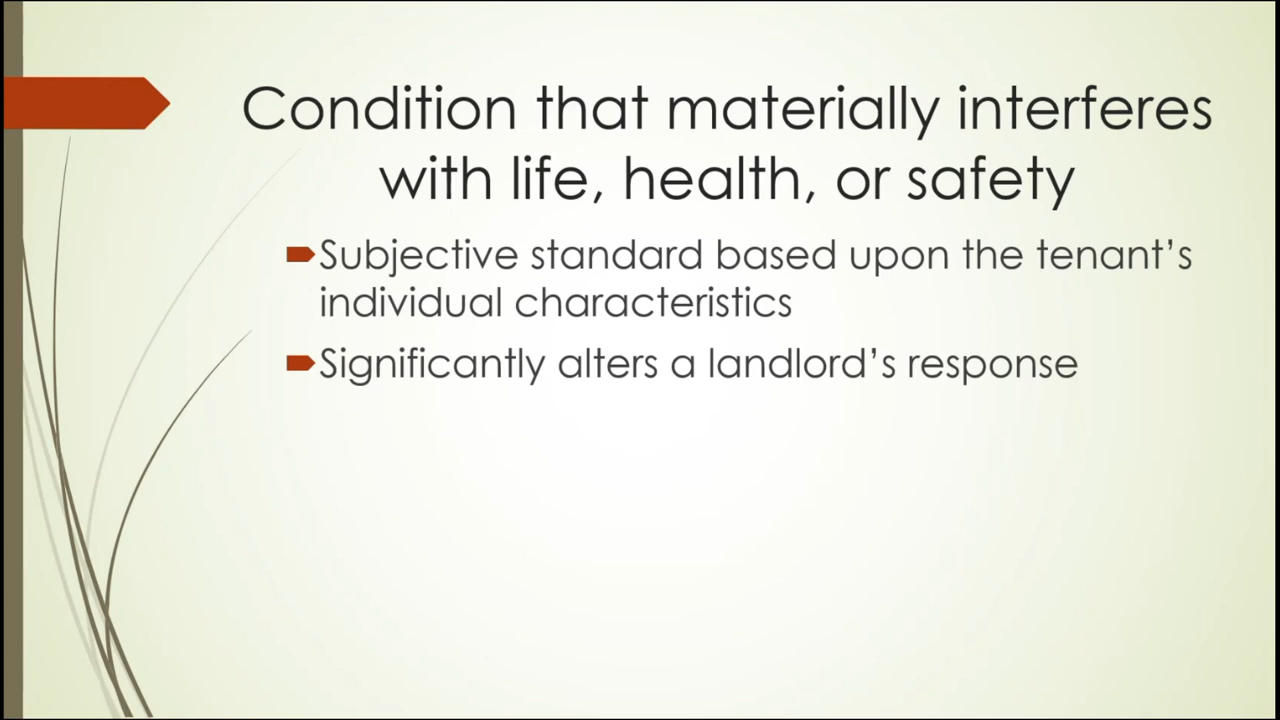 Condition that materially interferes
with life, health, or safety
Subjective standard based upon the tenant’s
individual characteristics
Significantly alters a landlord’s response